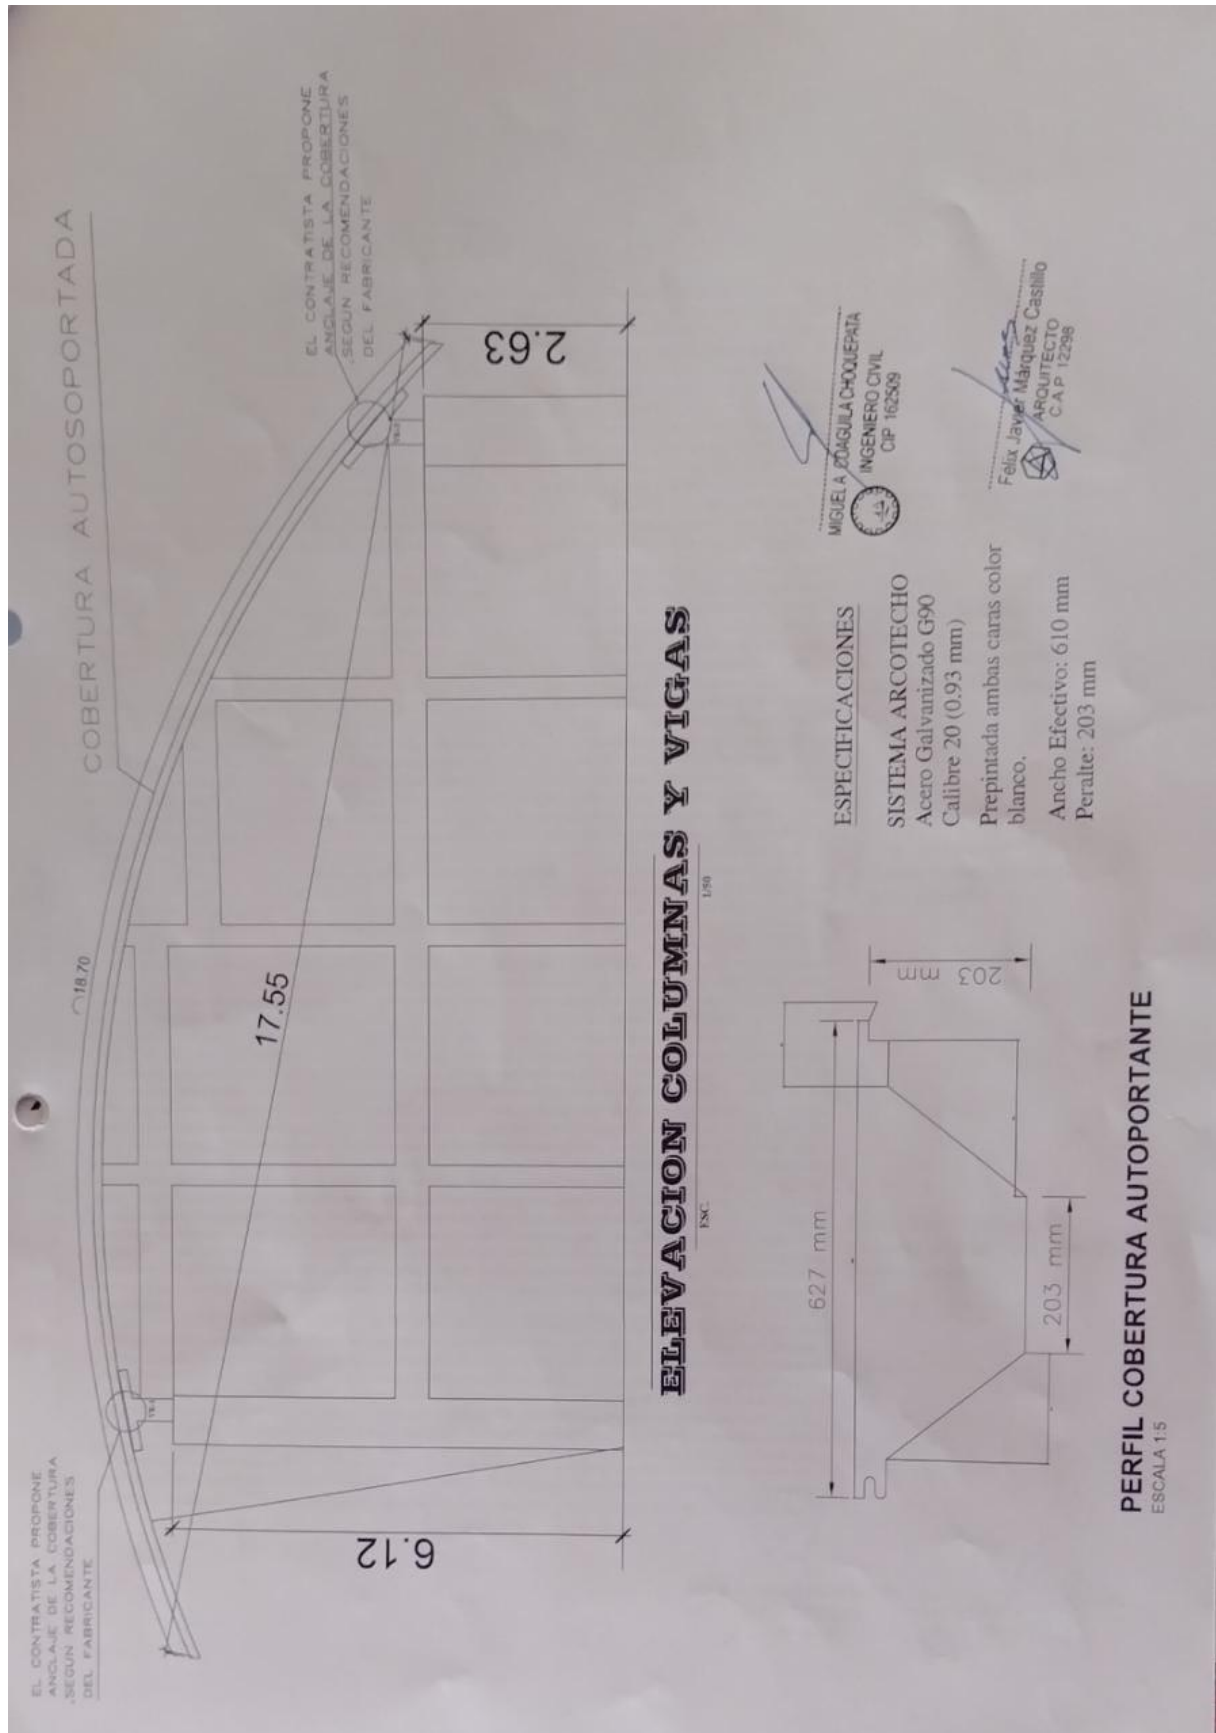 EL CONTRATISTA PROPONE
ANCLAJE DE LA COBERTURA
.SEGUN RECOMENDACIONES
DEL FABRICANTE
18.70
COBERTURA AUTOSOPORTADA
EL CONTRATISTA PROPONE
ANCLAJE DE LA COBERTURA
.SEGUN RECOMENDACIONES
DEL FABRICANTE
17.55
6.12
2.63
ELEVACION COLUMNAS Y VIGAS
ESC. 1/50
627 mm
203 mm
203 mm
PERFIL COBERTURA AUTOPORTANTE
ESCALA 1:5
ESPECIFICACIONES
SISTEMA ARCOTECHO
Acero Galvanizado G90
Calibre 20 (0.93 mm)
Prepintada ambas caras color
blanco.
Ancho Efectivo: 610 mm
Peralte: 203 mm
MIGUEL A COAGUILA CHOQUEPATA
INGENIERO CIVIL
CIP 162509
Felix Javier Márquez Castillo
ARQUITECTO
C.A.P 12298